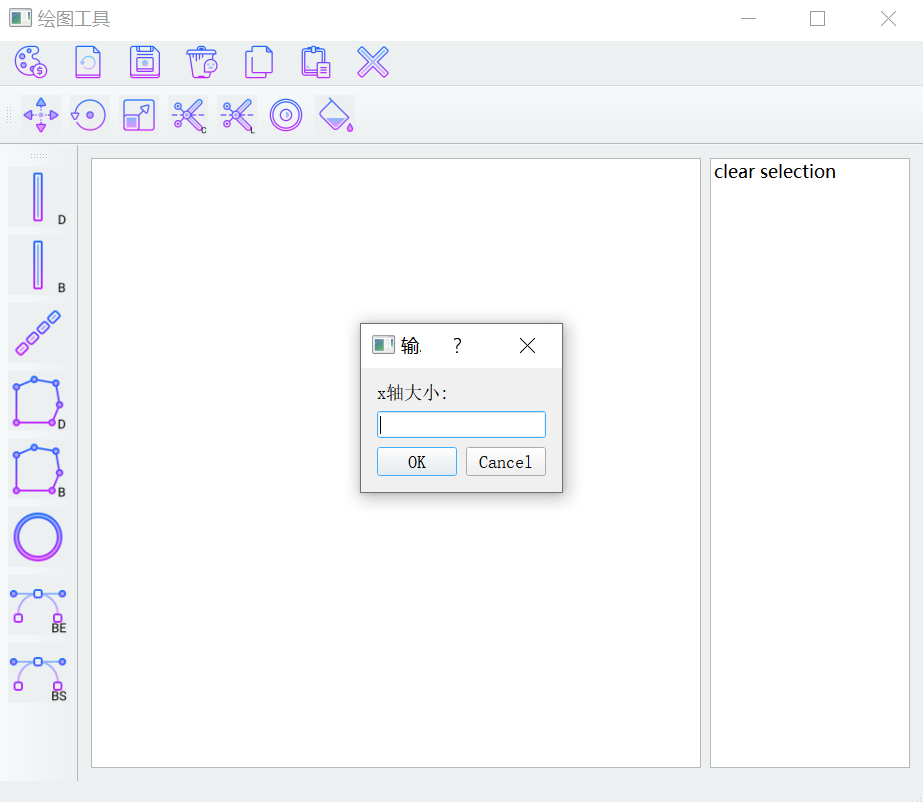 绘图工具
$
C
L
clear selection
D
B
D
B
BE
BS
输.
?
x轴大小:
OK
Cancel